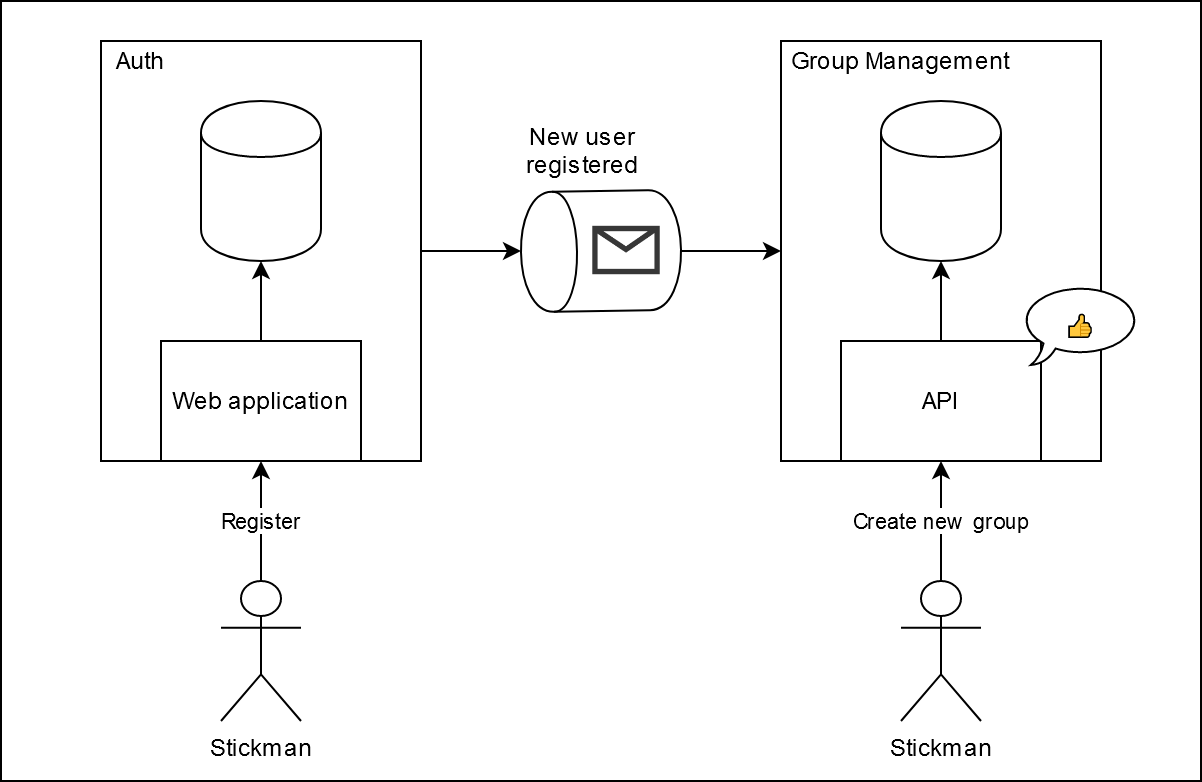 Auth
Group Management
New user
registered
Web application
API
Register
Create new  group
Stickman
Stickman